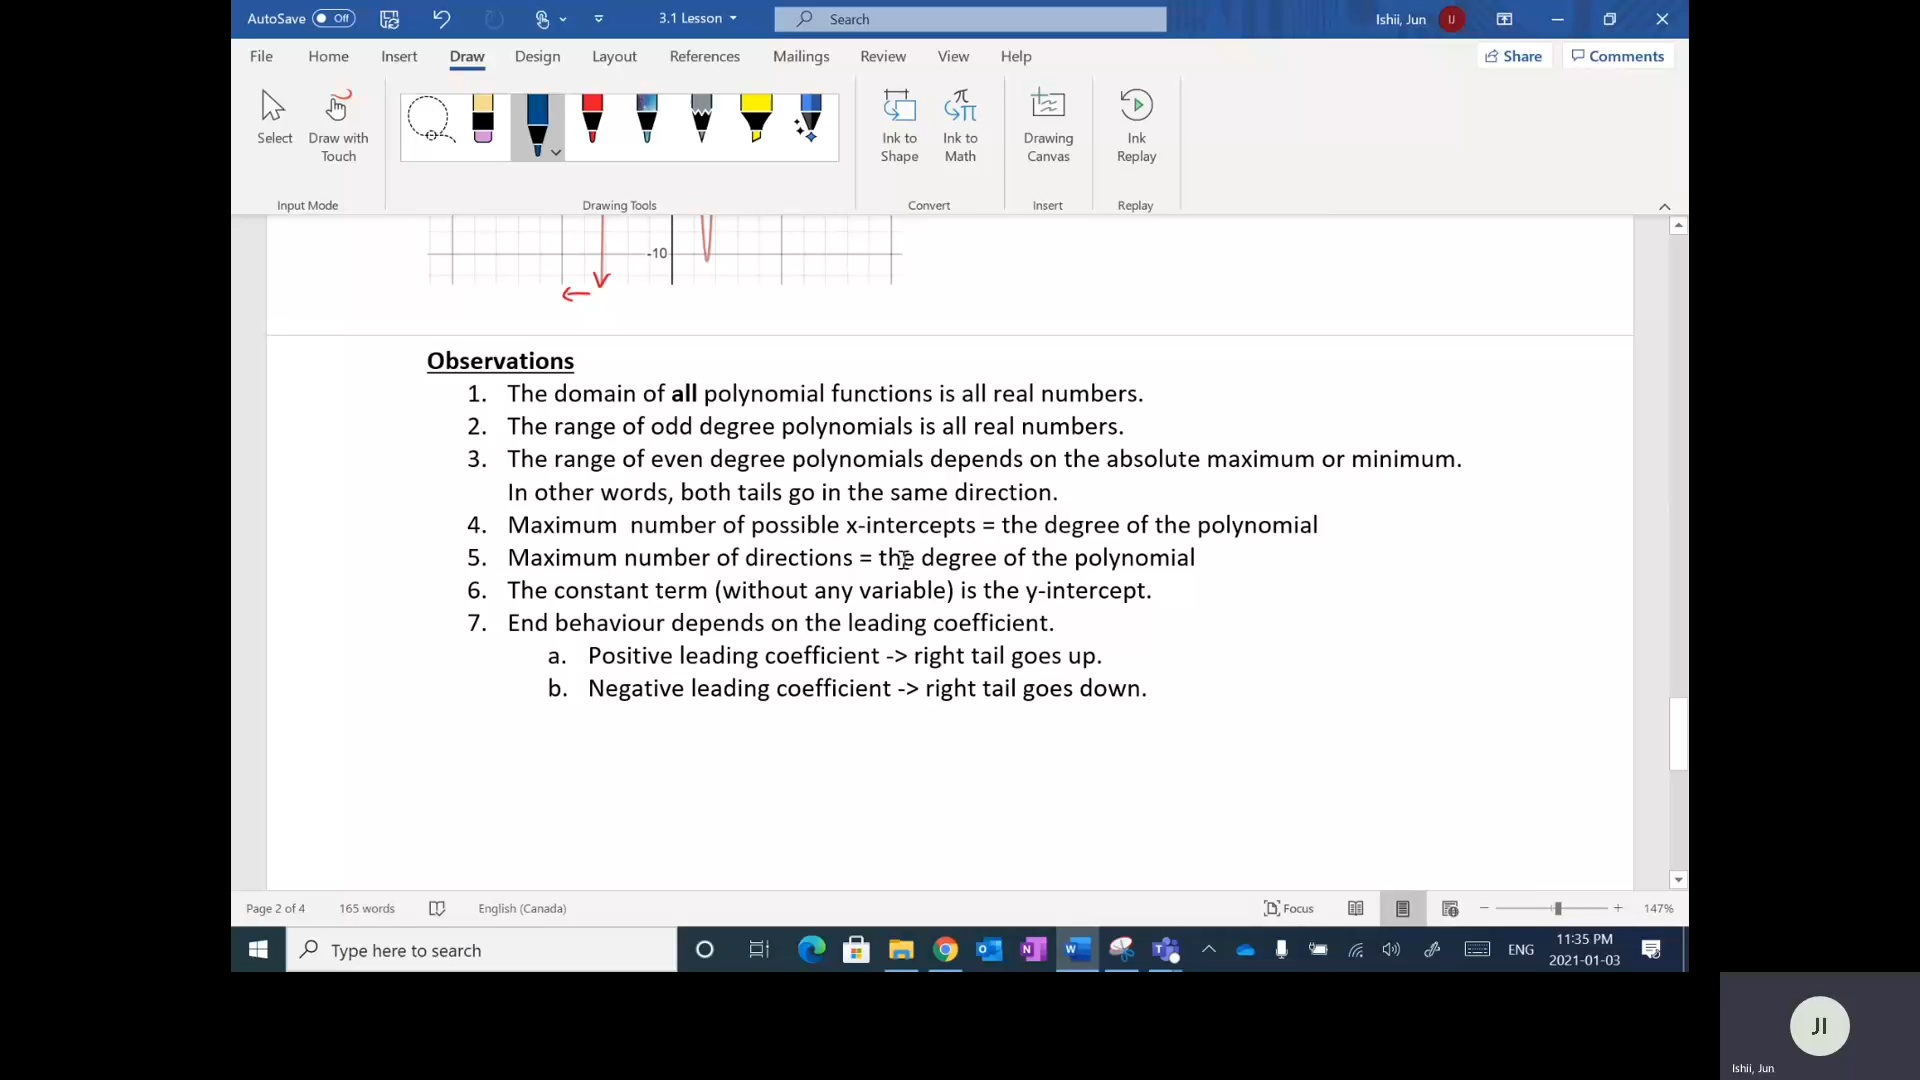 AutoSave Off 3.1 Lesson Search Ishii, Jun IJ
File Home Insert Draw Design Layout References Mailings Review View Help Share Comments
Select Draw with Touch Ink to Shape Ink to Math Drawing Canvas Ink Replay
Input Mode Drawing Tools Convert Insert Replay
-10
Observations
1. The domain of all polynomial functions is all real numbers.
2. The range of odd degree polynomials is all real numbers.
3. The range of even degree polynomials depends on the absolute maximum or minimum.
In other words, both tails go in the same direction.
4. Maximum  number of possible x-intercepts = the degree of the polynomial
5. Maximum number of directions = the degree of the polynomial
6. The constant term (without any variable) is the y-intercept.
7. End behaviour depends on the leading coefficient.
a. Positive leading coefficient -> right tail goes up.
b. Negative leading coefficient -> right tail goes down.
Page 2 of 4 165 words English (Canada) Focus 147%
Type here to search ENG 11:35 PM
2021-01-03
JI
Ishii, Jun